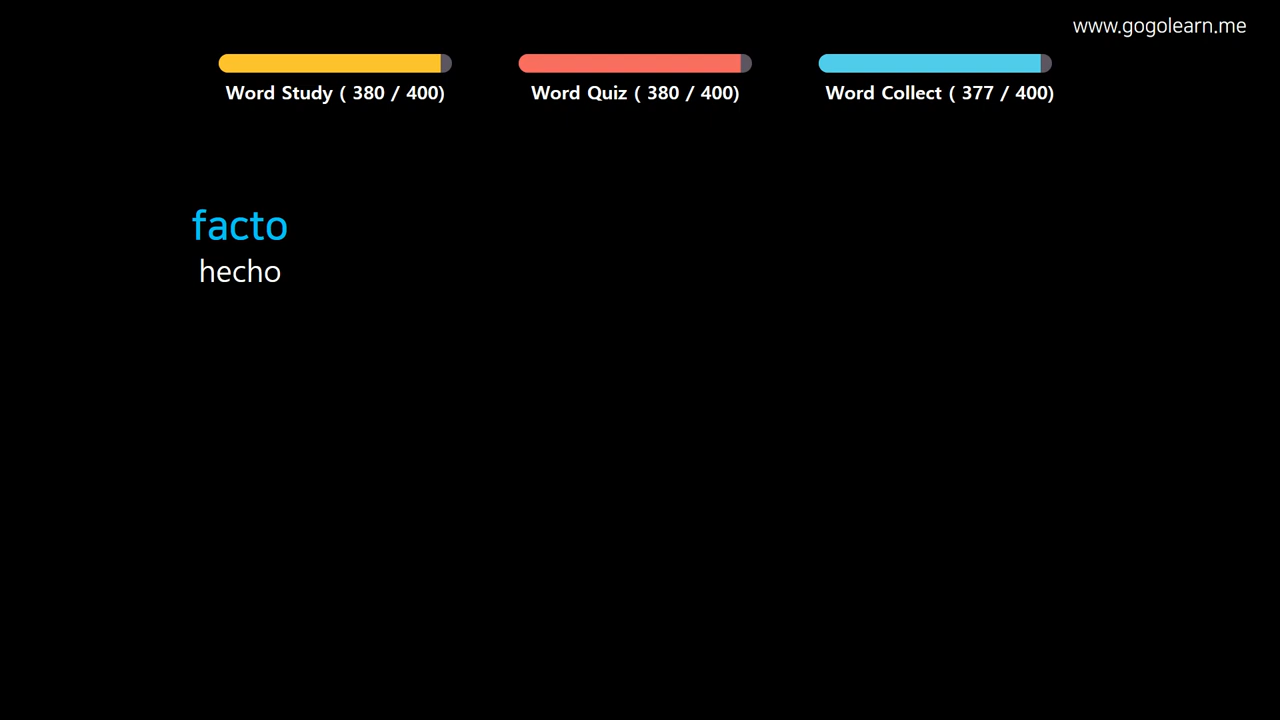 www.gogolearn.me
Word Study ( 380 / 400)
Word Quiz ( 380 / 400)
Word Collect ( 377 / 400)
facto
hecho